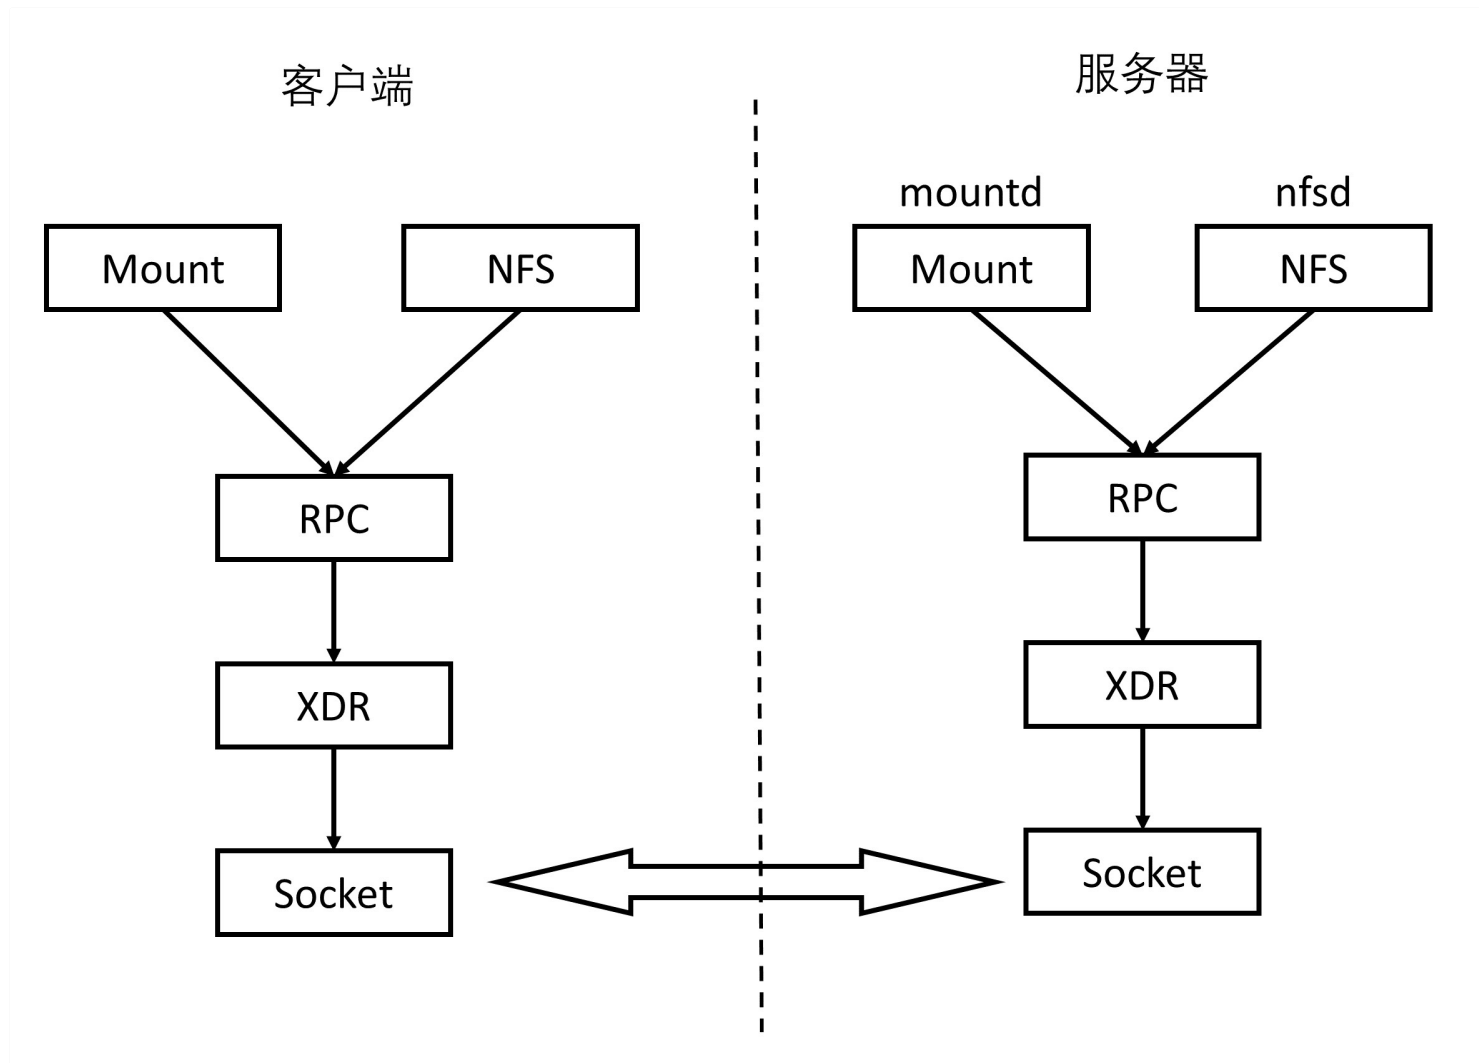 客户端
服务器
mountd
nfsd
Mount
NFS
Mount
NFS
RPC
RPC
XDR
XDR
Socket
Socket